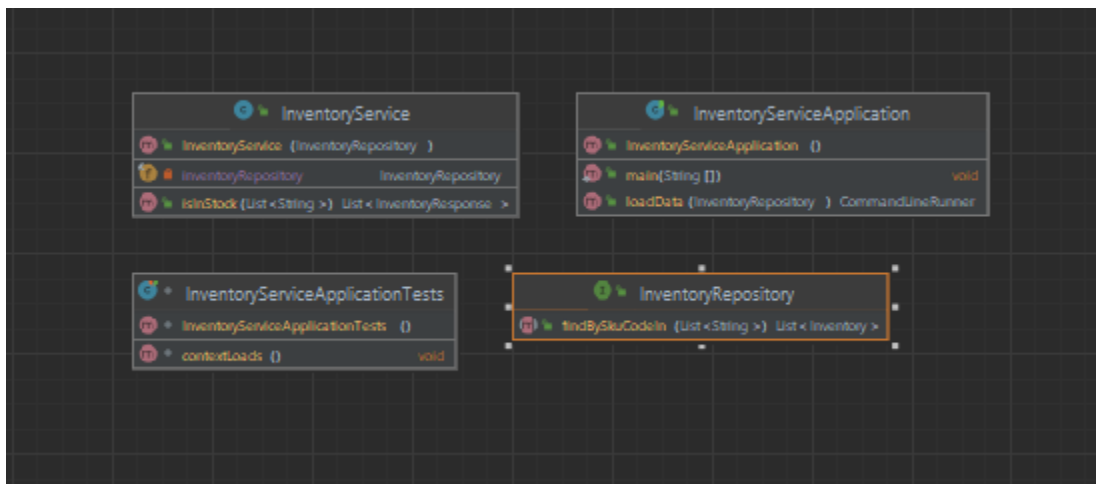 InventoryService
InventoryService (InventoryRepository )
inventoryRepository InventoryRepository
isInStock (List <String >) List < InventoryResponse >
InventoryServiceApplication
InventoryServiceApplication ()
main(String []) void
loadData (InventoryRepository ) CommandLineRunner
InventoryServiceApplicationTests
InventoryServiceApplicationTests ()
contextLoads () void
InventoryRepository
findBySkuCodeIn (List <String >) List < Inventory >